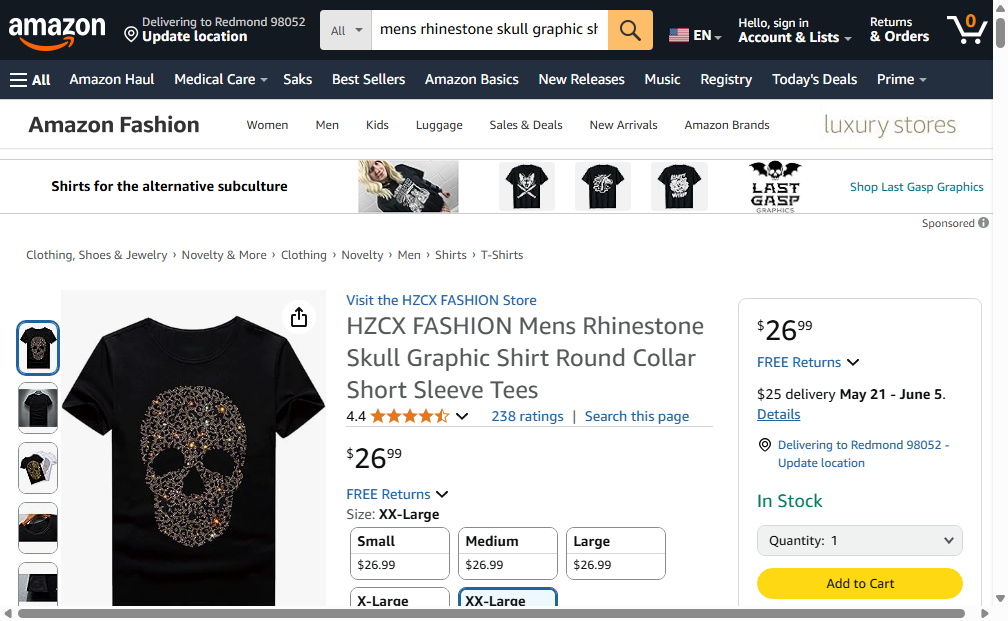 amazon
Delivering to Redmond 98052
Update location
All
mens rhinestone skull graphic sh
EN
Hello, sign in
Account & Lists
Returns
& Orders
0
All
Amazon Haul
Medical Care
Saks
Best Sellers
Amazon Basics
New Releases
Music
Registry
Today's Deals
Prime
Amazon Fashion
Women
Men
Kids
Luggage
Sales & Deals
New Arrivals
Amazon Brands
luxury stores
Shirts for the alternative subculture
LAST
GASP
GRAPHICS
Shop Last Gasp Graphics
Sponsored
Clothing, Shoes & Jewelry › Novelty & More › Clothing › Novelty › Men › Shirts › T-Shirts
Visit the HZCX FASHION Store
HZCX FASHION Mens Rhinestone
Skull Graphic Shirt Round Collar
Short Sleeve Tees
4.4
238 ratings | Search this page
$26 99
FREE Returns
Size: XX-Large
Small
$26.99
Medium
$26.99
Large
$26.99
X-Large
XX-Large
$26 99
FREE Returns
$25 delivery May 21 - June 5.
Details
Delivering to Redmond 98052 -
Update location
In Stock
Quantity: 1
Add to Cart